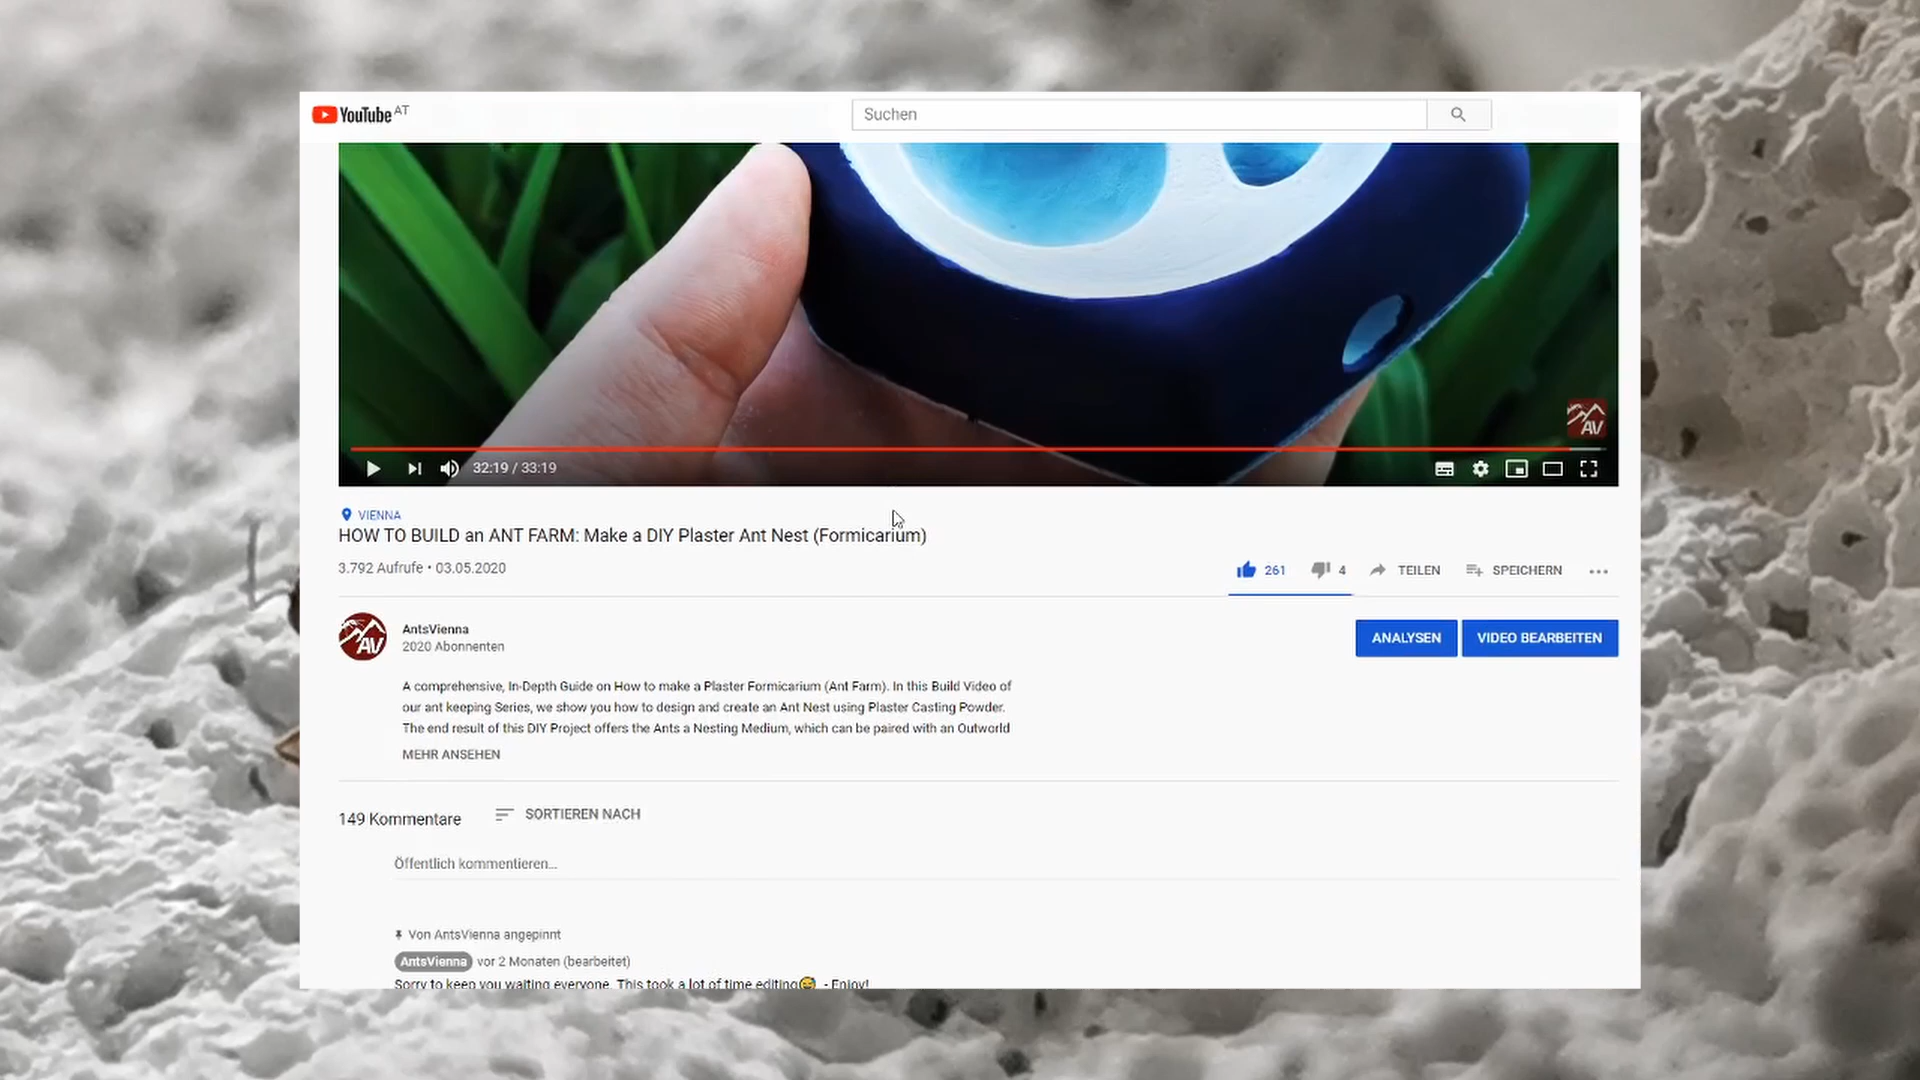 YouTube AT
Suchen
AV
32:19 / 33:19
VIENNA
HOW TO BUILD an ANT FARM: Make a DIY Plaster Ant Nest (Formicarium)
3.792 Aufrufe • 03.05.2020
261
4
TEILEN
SPEICHERN
AV
AntsVienna
2020 Abonnenten
ANALYSEN
VIDEO BEARBEITEN
A comprehensive, In-Depth Guide on How to make a Plaster Formicarium (Ant Farm). In this Build Video of
our ant keeping Series, we show you how to design and create an Ant Nest using Plaster Casting Powder.
The end result of this DIY Project offers the Ants a Nesting Medium, which can be paired with an Outworld
MEHR ANSEHEN
149 Kommentare
SORTIEREN NACH
Öffentlich kommentieren...
Von AntsVienna angepinnt
AntsVienna vor 2 Monaten (bearbeitet)
Sorry to keep you waiting everyone. This took a lot of time editing😅 - Enjoy!